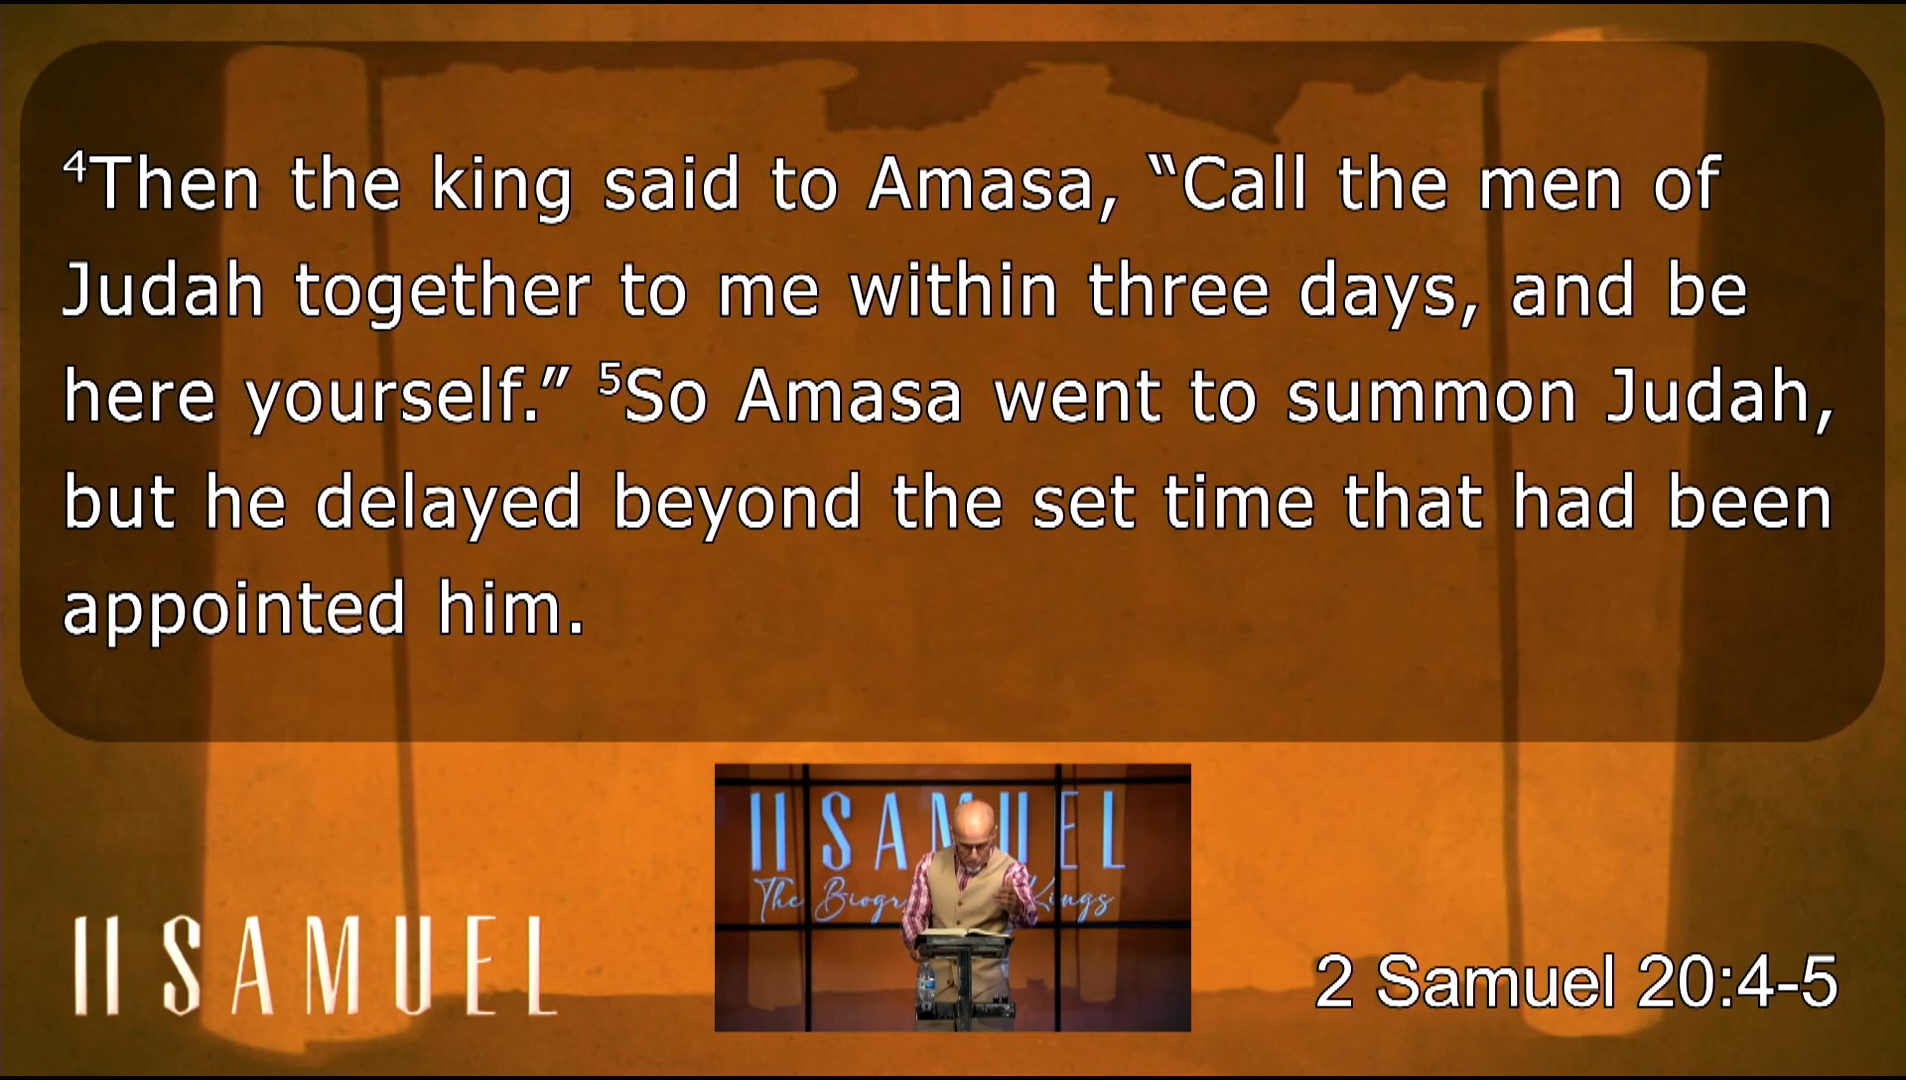 ⁴Then the king said to Amasa, “Call the men of
Judah together to me within three days, and be
here yourself.” ⁵So Amasa went to summon Judah,
but he delayed beyond the set time that had been
appointed him.
II SAMUEL
The Kings
II SAMUEL
2 Samuel 20:4-5